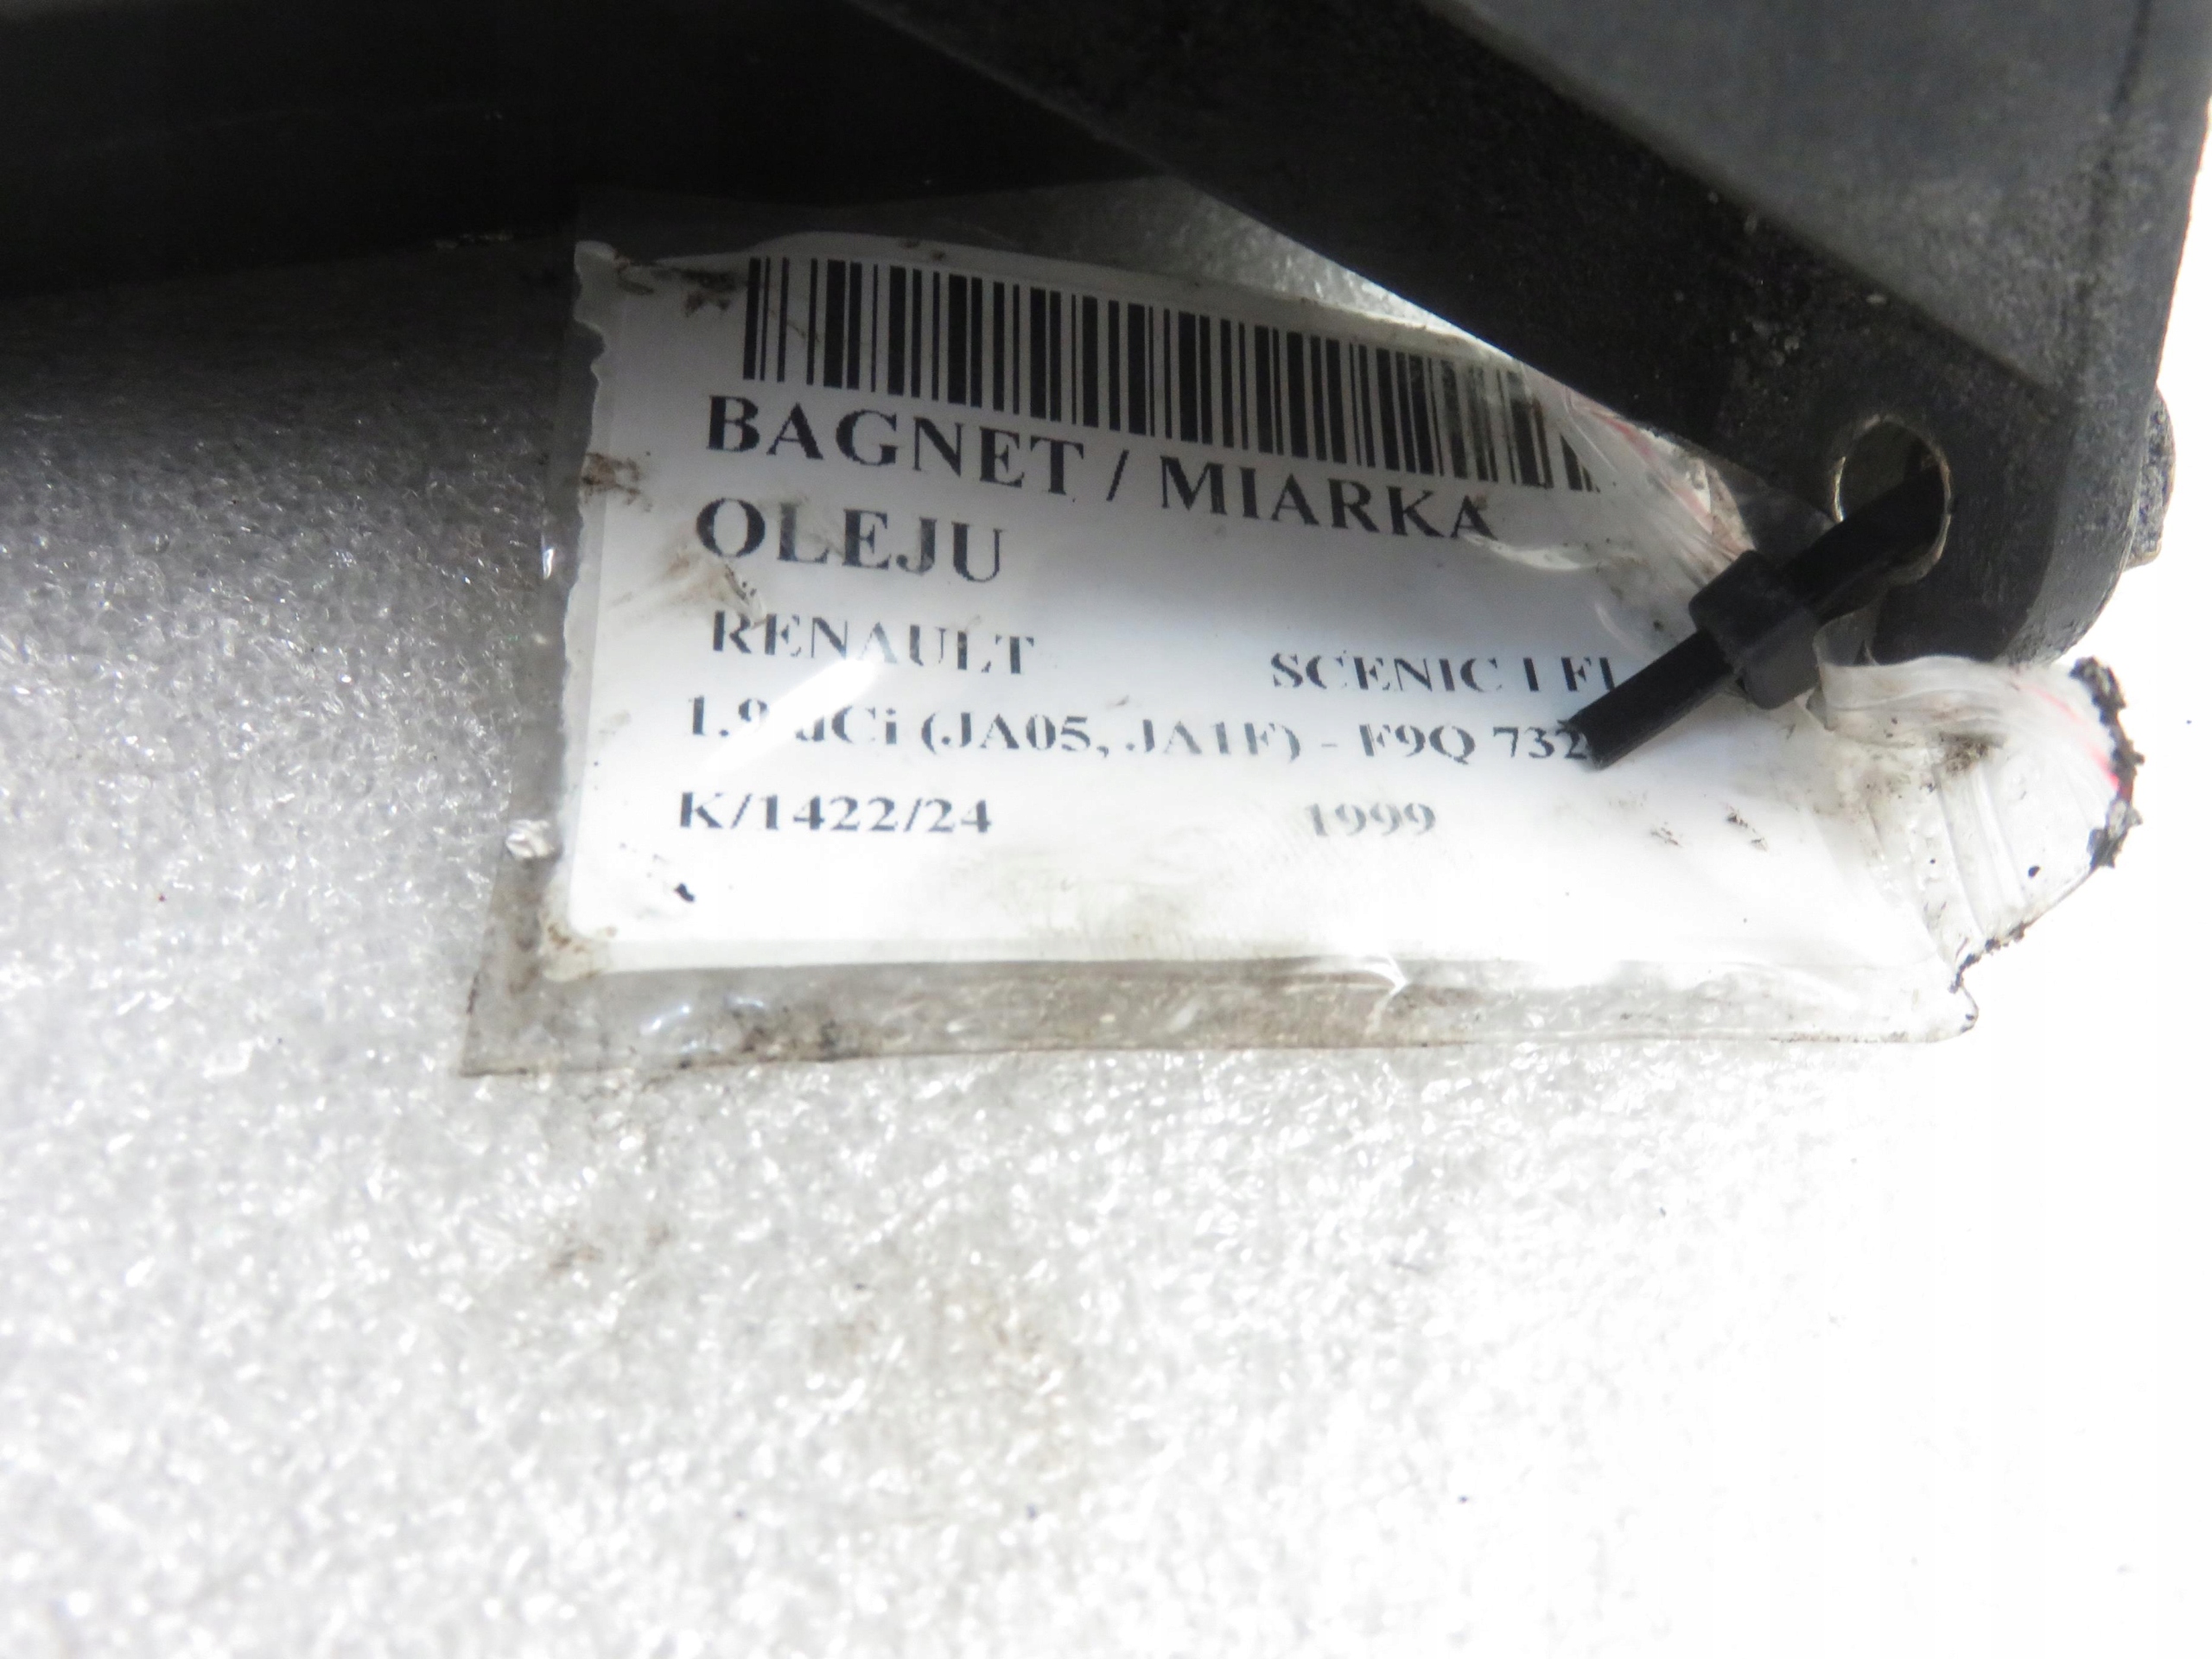 BAGNET / MIARKA
OLEJU
RENAULT SCENIC I FL
1.9 dCi (JA05, JA1F) - F9Q 732
K/1422/24 1999